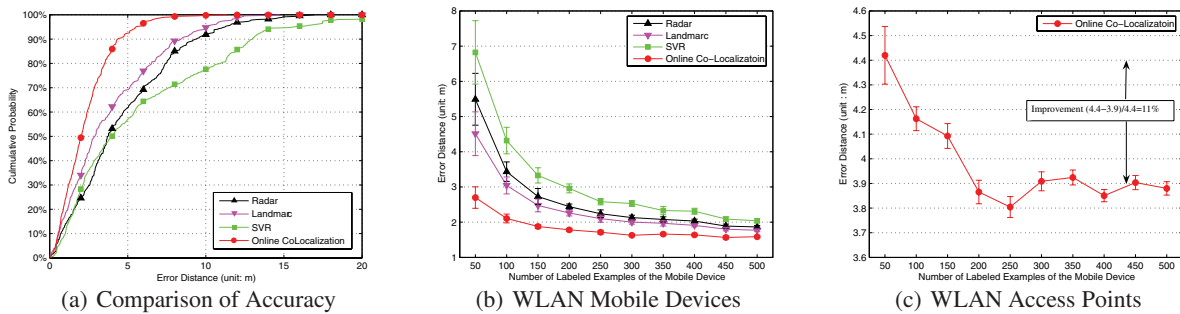 100%
90%
80%
70%
60%
50%
40%
30%
20%
10%
0%
Culmulative Probability
0
5
10
15
20
Error Distance (unit: m)
Radar
Landmarc
SVR
Online CoLocalization
(a) Comparison of Accuracy
8
7
6
5
4
3
2
1
Error Distance (unit: m)
50 100 150 200 250 300 350 400 450 500
Number of Labeled Examples of the Mobile Device
Radar
Landmarc
SVR
Online Co-Localizatoin
(b) WLAN Mobile Devices
4.6
4.5
4.4
4.3
4.2
4.1
4
3.9
3.8
3.7
3.6
Error Distance (unit : m)
50 100 150 200 250 300 350 400 450 500
Number of Labeled Examples of the Mobile Device
Online Co-Localizatoin
Improvement (4.4-3.9)/4.4=11%
(c) WLAN Access Points